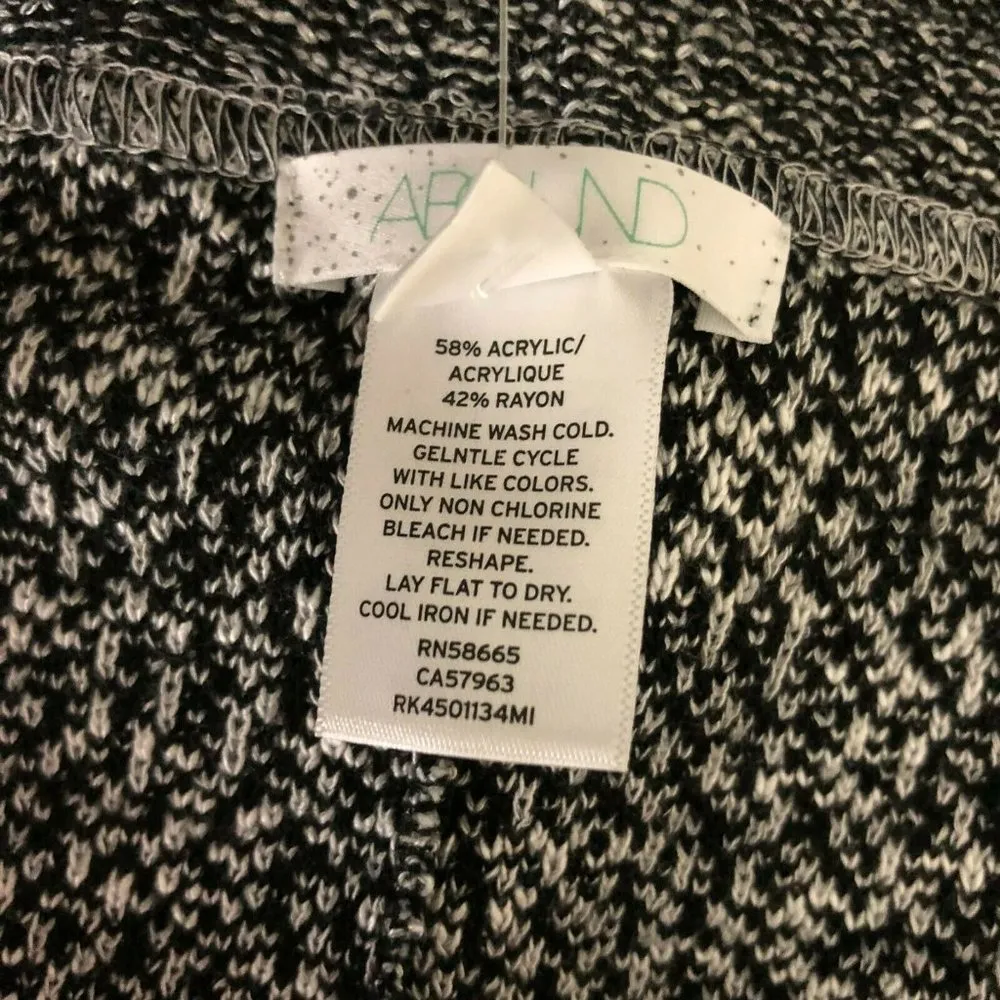 58% ACRYLIC/
ACRYLIQUE
42% RAYON
MACHINE WASH COLD.
GELNTLE CYCLE
WITH LIKE COLORS.
ONLY NON CHLORINE
BLEACH IF NEEDED.
RESHAPE.
LAY FLAT TO DRY.
COOL IRON IF NEEDED.
RN58665
CA57963
RK4501134MI